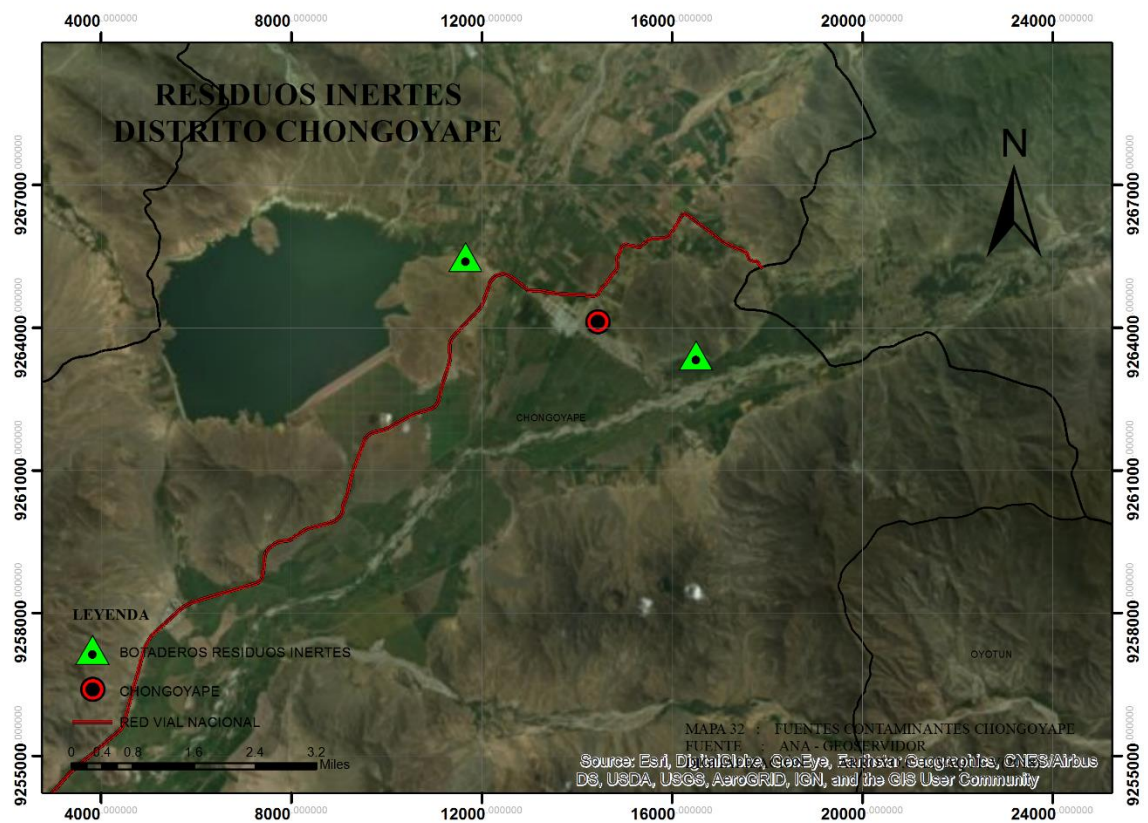 4000.000000 8000.000000 12000.000000 16000.000000 20000.000000 24000.000000
RESIDUOS INERTES
DISTRITO CHONGOYAPE
N
9267000.000000 9267000.000000
9264000.000000 9264000.000000
CHONGOYAPE
9261000.000000 9261000.000000
9258000.000000 9258000.000000
LEYENDA
BOTADEROS RESIDUOS INERTES
OYOTUN
CHONGOYAPE
RED VIAL NACIONAL
MAPA 32 : FUENTES CONTAMINANTES CHONGOYAPE
FUENTE : ANA - GEOSERVIDOR
0 0.4 0.8 1.6 2.4 3.2
Miles
9255000.000000 9255000.000000
Source: Esri, DigitalGlobe, GeoEye, Earthstar Geographics, CNES/Airbus
DS, USDA, USGS, AeroGRID, IGN, and the GIS User Community
4000.000000 8000.000000 12000.000000 16000.000000 20000.000000 24000.000000